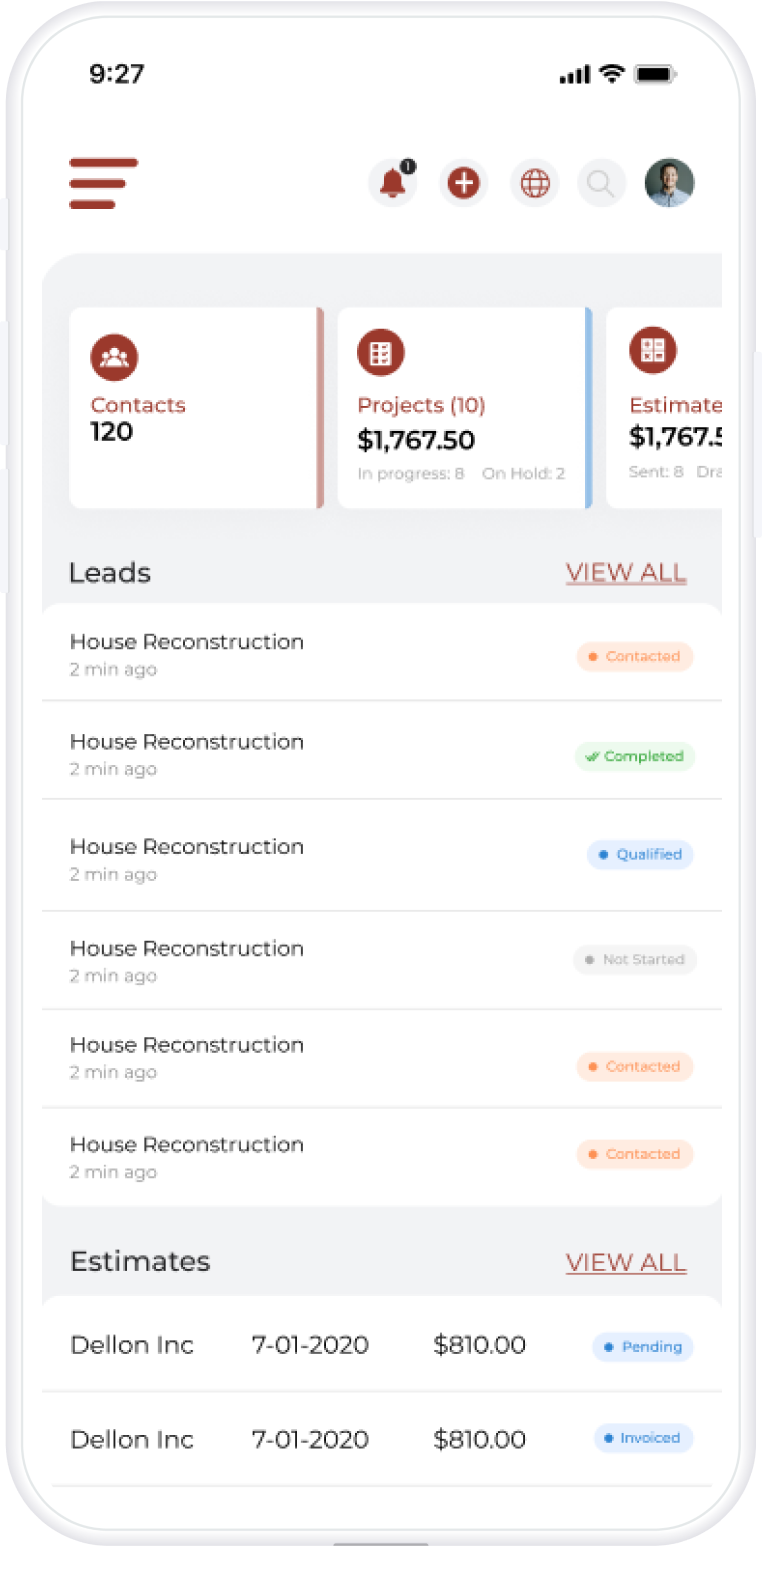 9:27
1
Contacts
120
Projects (10)
$1,767.50
In progress: 8 On Hold: 2
Estimate
$1,767.5
Sent: 8 Dra
Leads VIEW ALL
House Reconstruction
2 min ago
Contacted
House Reconstruction
2 min ago
Completed
House Reconstruction
2 min ago
Qualified
House Reconstruction
2 min ago
Not Started
House Reconstruction
2 min ago
Contacted
House Reconstruction
2 min ago
Contacted
Estimates VIEW ALL
Dellon Inc 7-01-2020 $810.00 Pending
Dellon Inc 7-01-2020 $810.00 Invoiced